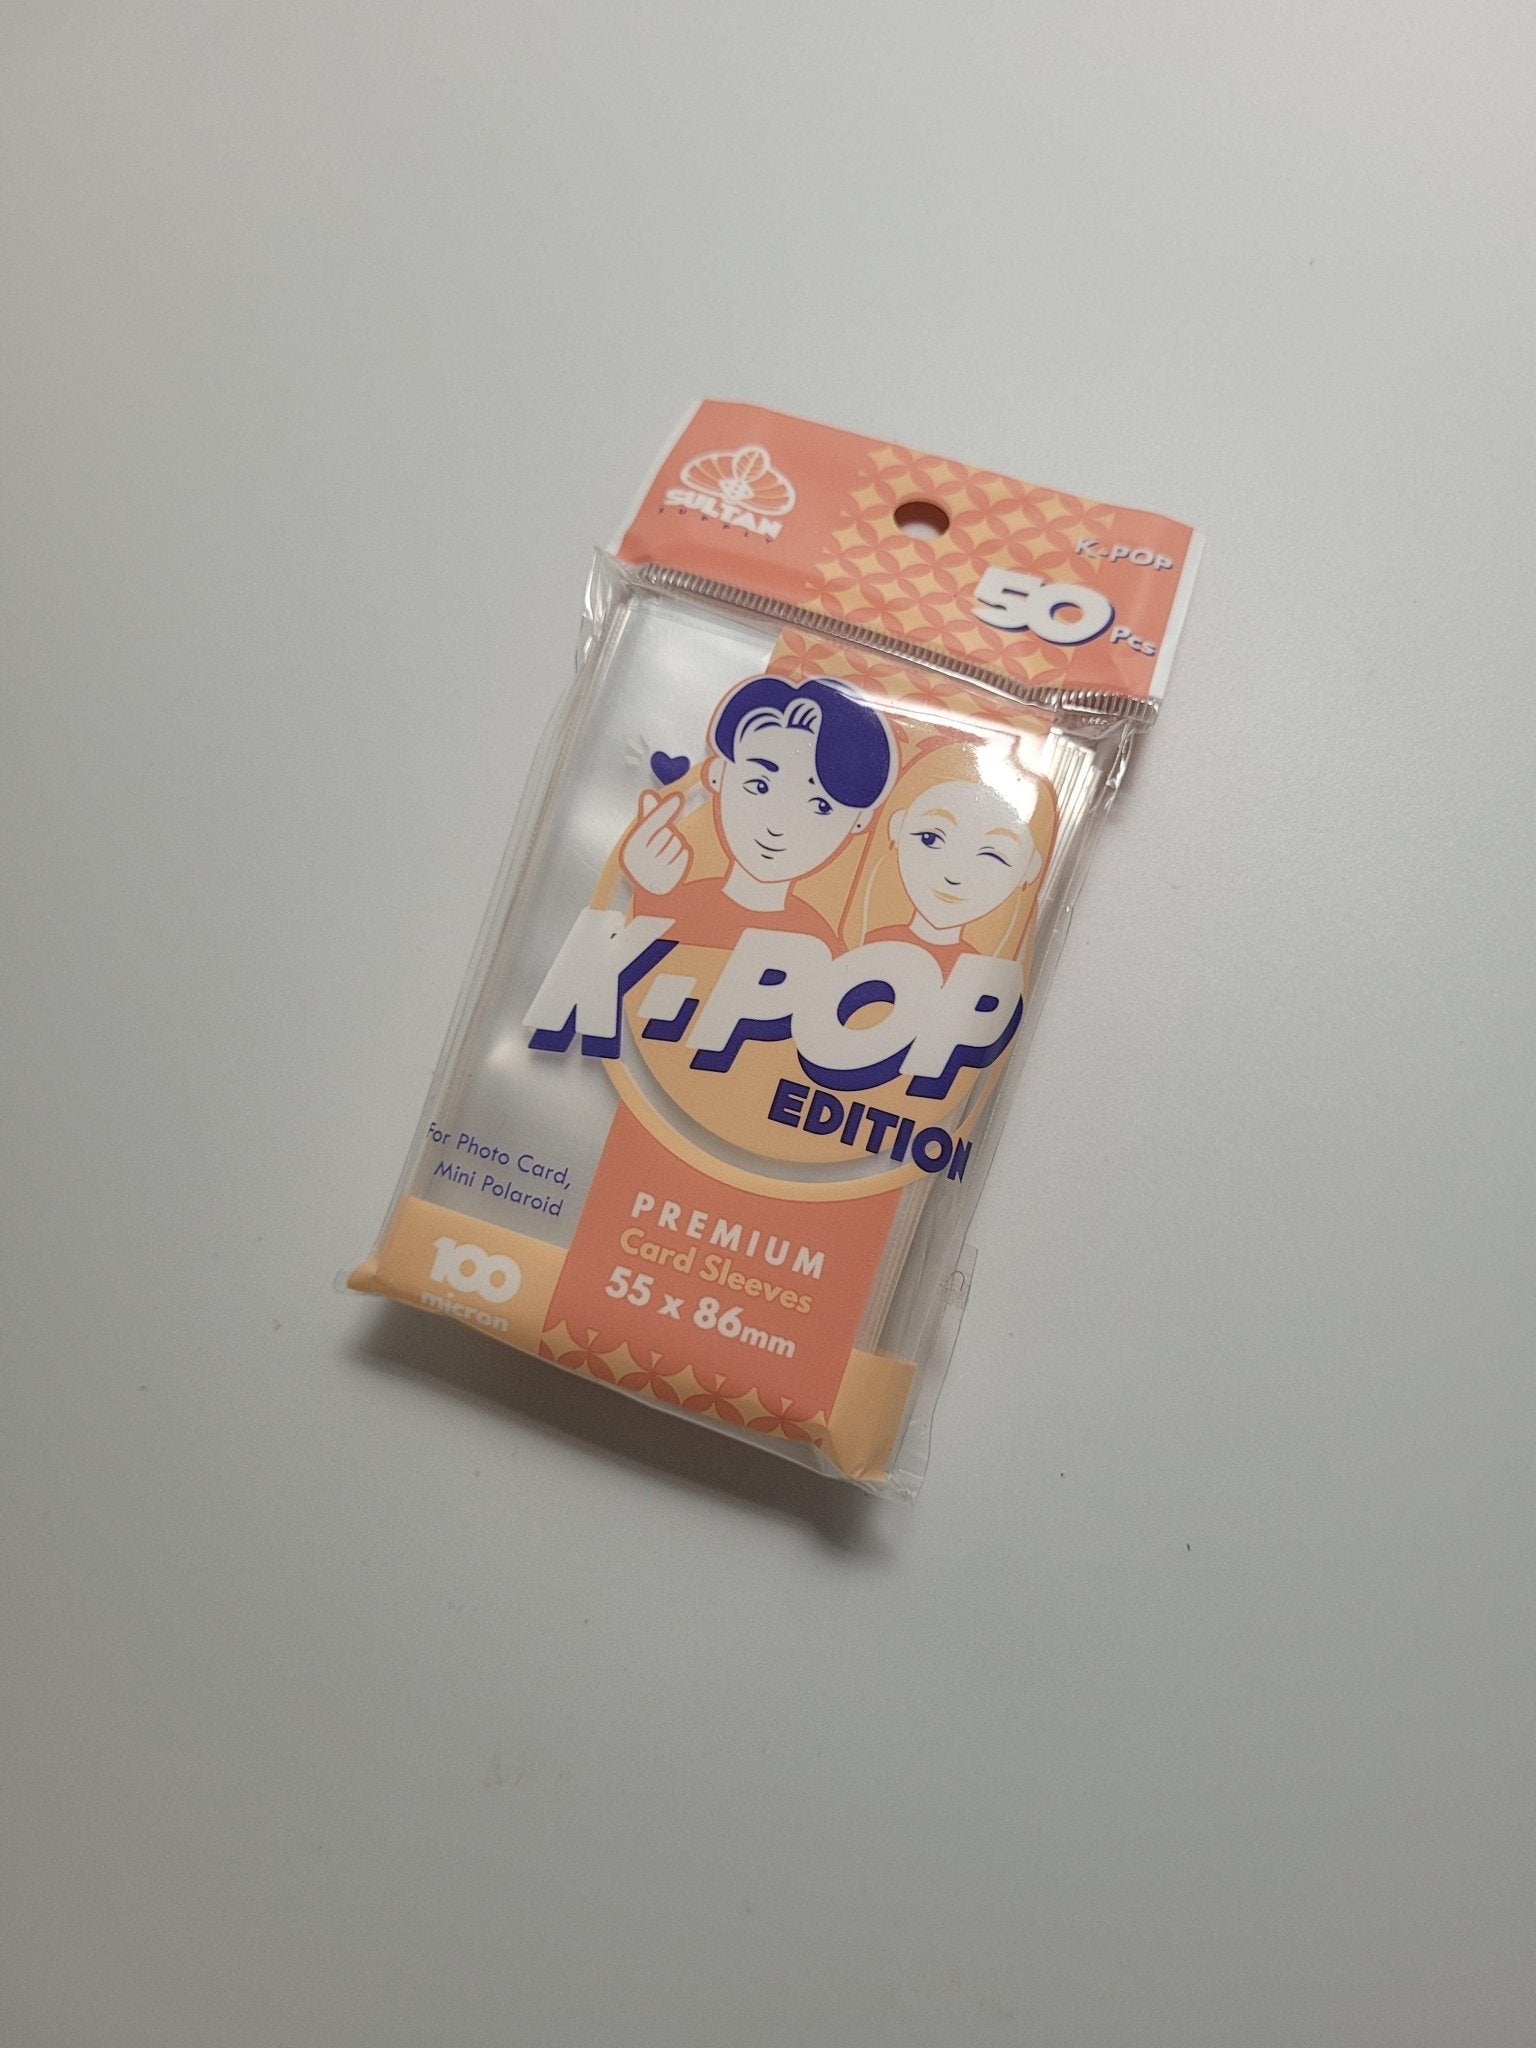 SULTAN
SUPPLY
K-POP
50 Pcs
K-POP
EDITION
For Photo Card,
Mini Polaroid
100
micron
PREMIUM
Card Sleeves
55 x 86mm